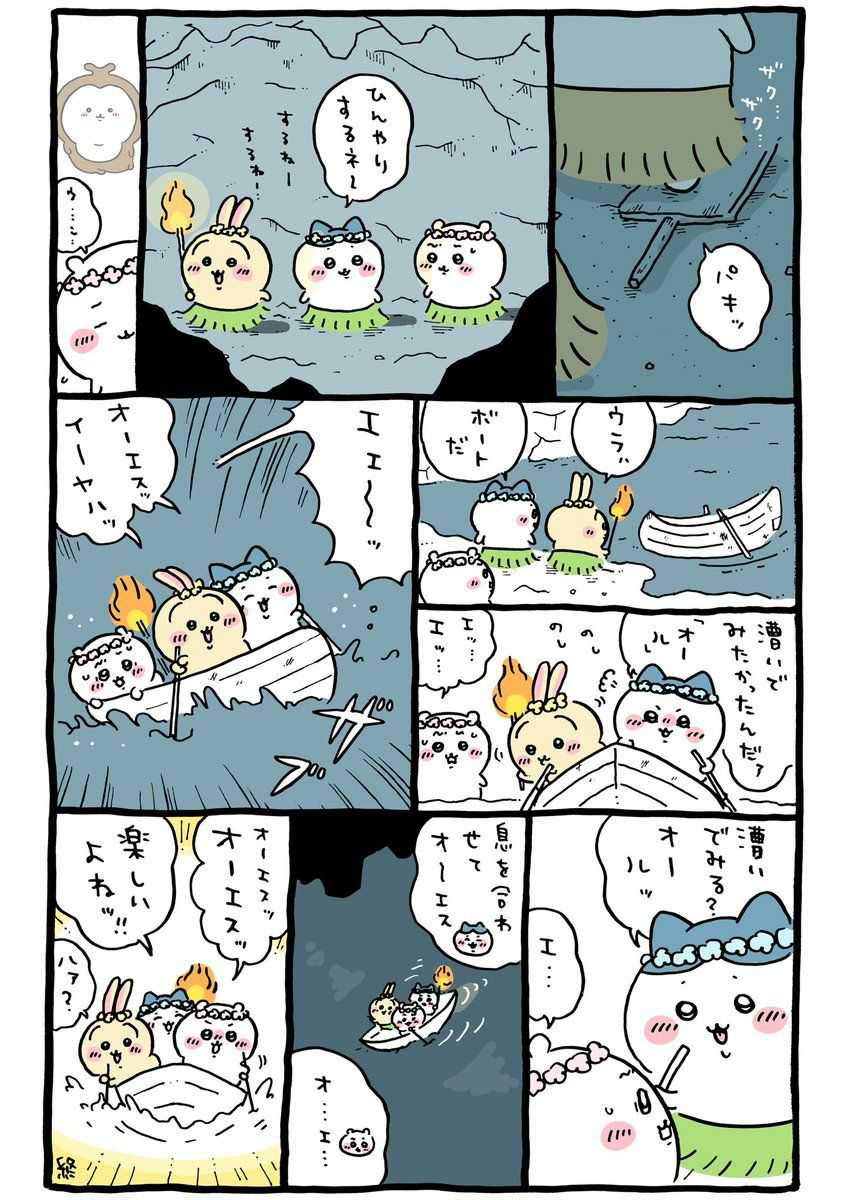 ザク…
ザク…
パキッ
ひんやり
するネ〜
するねー
するねー
ウ…ン…
ウラ、
ボート
だ
漕いで
みたかったんだァ
「オー
ル」
のし
のし
エッ…
エッ…
エェ〜ッ
オーエスッ
イーヤハッ
ザ
ブ
漕い
でみる?
オー
ルッ
エ…
息を合わ
せて
オ〜エス
オ…エ…
オーエスッ
オーエスッ
楽しい
よねッ!!
ハァ?
終